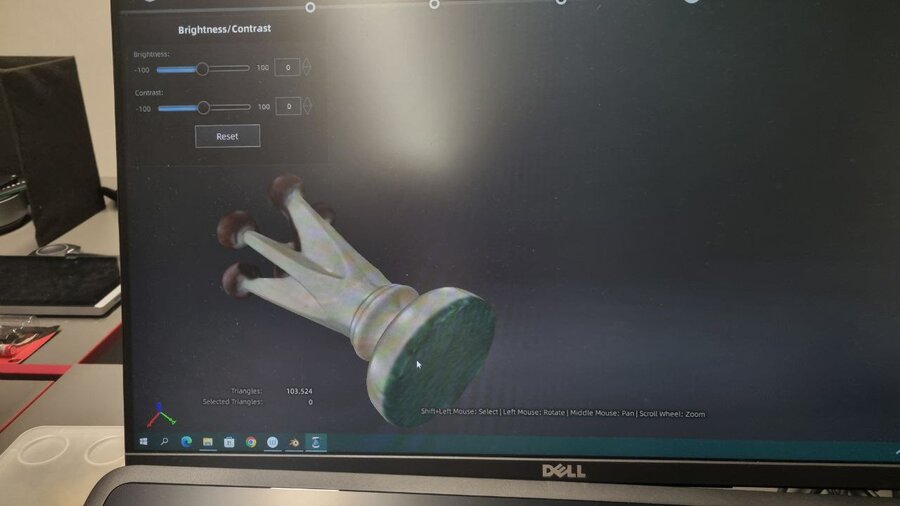 Brightness/Contrast
Brightness:
-100 100 0
Contrast:
-100 100 0
Reset
Triangles: 103.524
Selected Triangles: 0
Shift+Left Mouse: Select | Left Mouse: Rotate | Middle Mouse: Pan | Scroll Wheel: Zoom
DELL